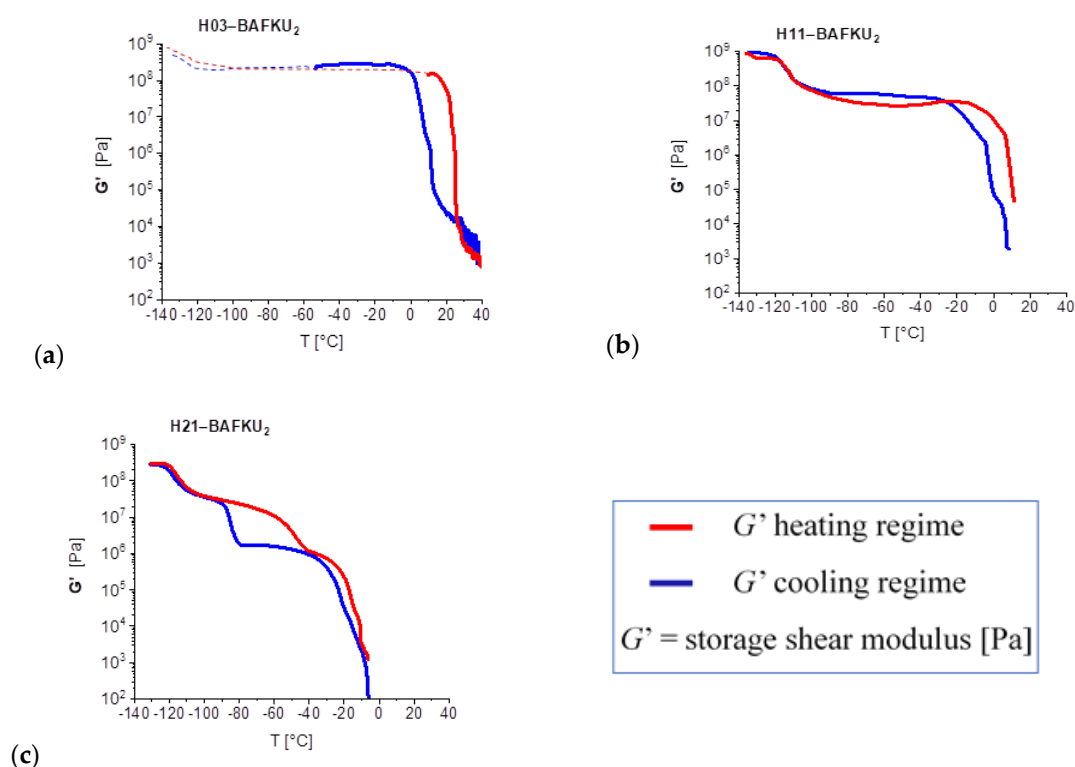 H03–BAFKU₂
10⁹
10⁸
10⁷
10⁶
10⁵
10⁴
10³
10²
G' [Pa]
-140 -120 -100 -80 -60 -40 -20 0 20 40
T [°C]
(a)
H11–BAFKU₂
10⁹
10⁸
10⁷
10⁶
10⁵
10⁴
10³
10²
G' [Pa]
-140 -120 -100 -80 -60 -40 -20 0 20 40
T [°C]
(b)
H21–BAFKU₂
10⁹
10⁸
10⁷
10⁶
10⁵
10⁴
10³
10²
G' [Pa]
-140 -120 -100 -80 -60 -40 -20 0 20 40
T [°C]
(c)
G’ heating regime
G’ cooling regime
G’ = storage shear modulus [Pa]